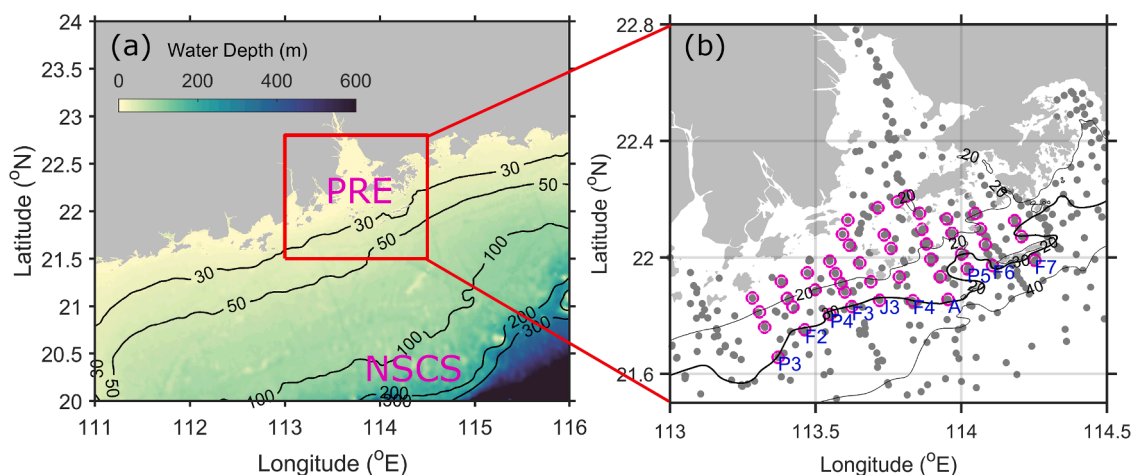 (a)
Water Depth (m)
0 200 400 600
24
23.5
23
22.5
22
21.5
21
20.5
20
Latitude (°N)
PRE
NSCS
30
50
100
30
50
100
200
300
30
50
100
200
300
111 112 113 114 115 116
Longitude (°E)
(b)
22.8
22.4
22
21.6
Latitude (°N)
20
20
20
20
20
20
30
20
40
30
P5
F6
F7
P4
F3
J3
F4
A
F2
P3
113 113.5 114 114.5
Longitude (°E)